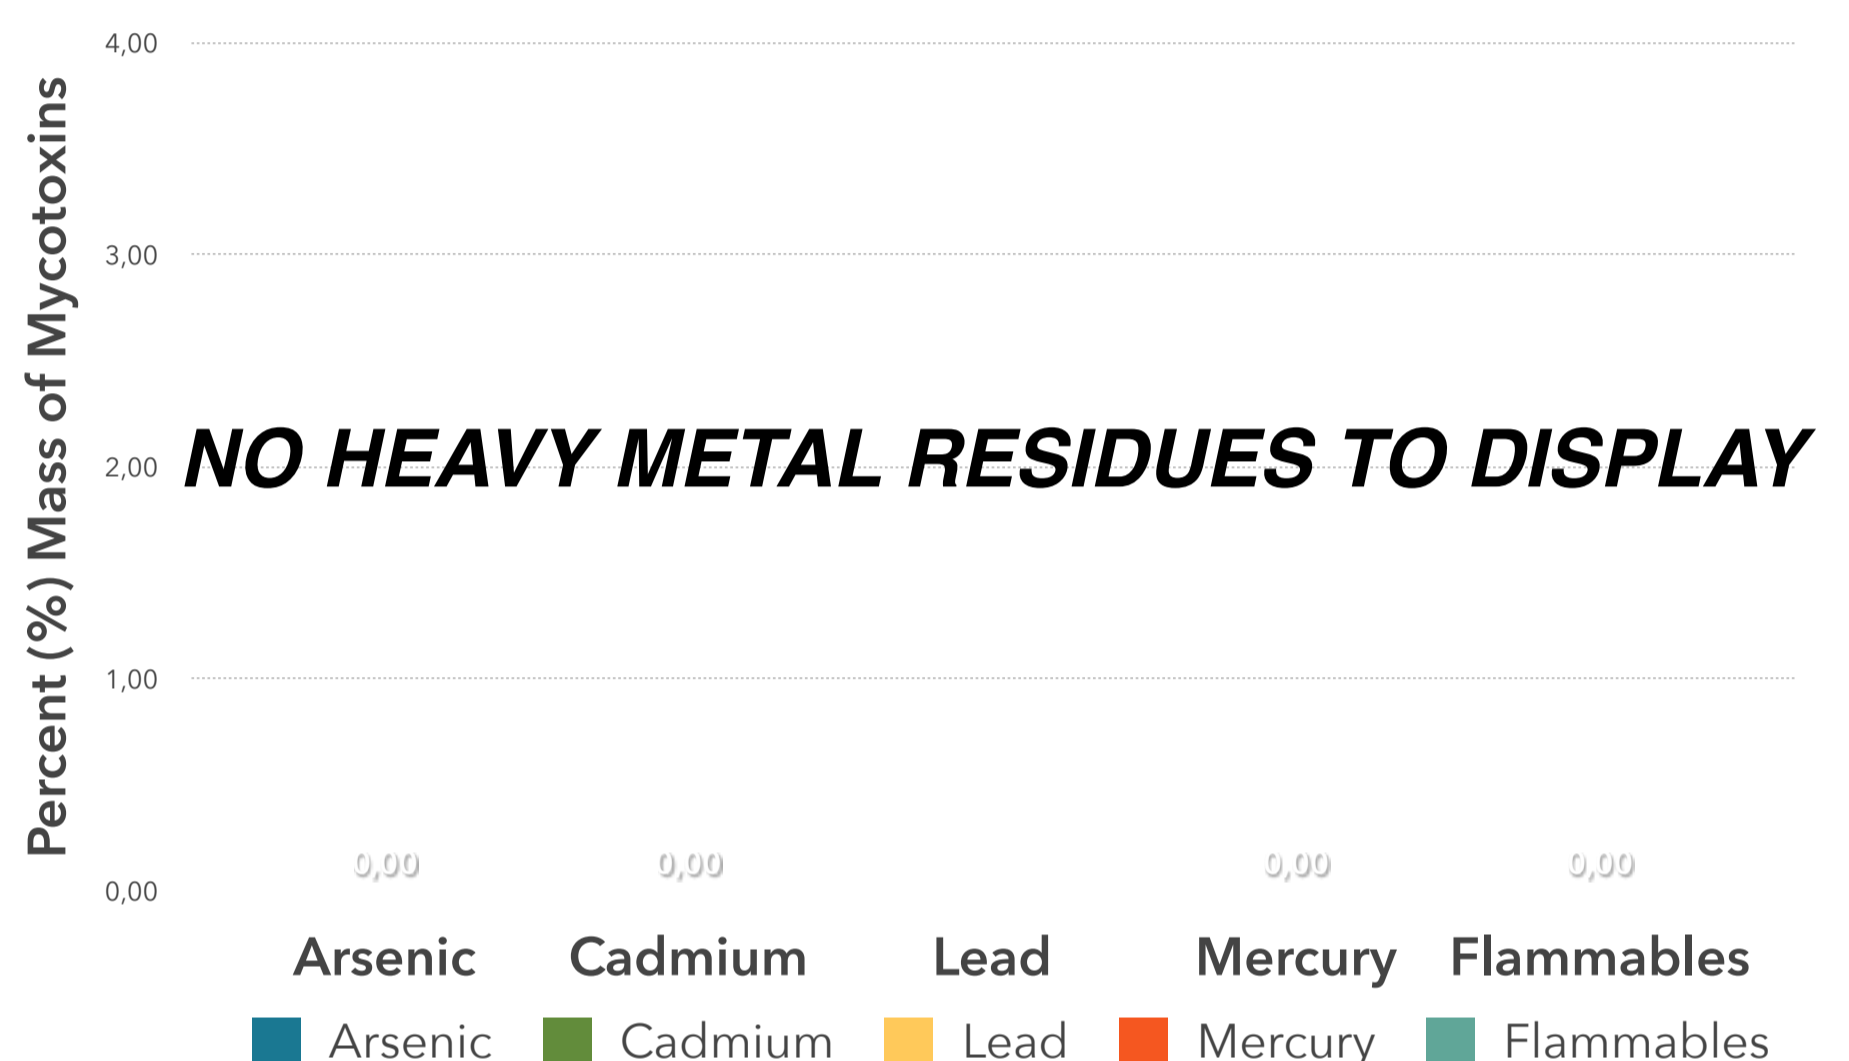 Percent (%) Mass of Mycotoxins
4,00
3,00
2,00
NO HEAVY METAL RESIDUES TO DISPLAY
1,00
0,00
0,00 0,00 0,00 0,00
Arsenic Cadmium Lead Mercury Flammables
Arsenic Cadmium Lead Mercury Flammables